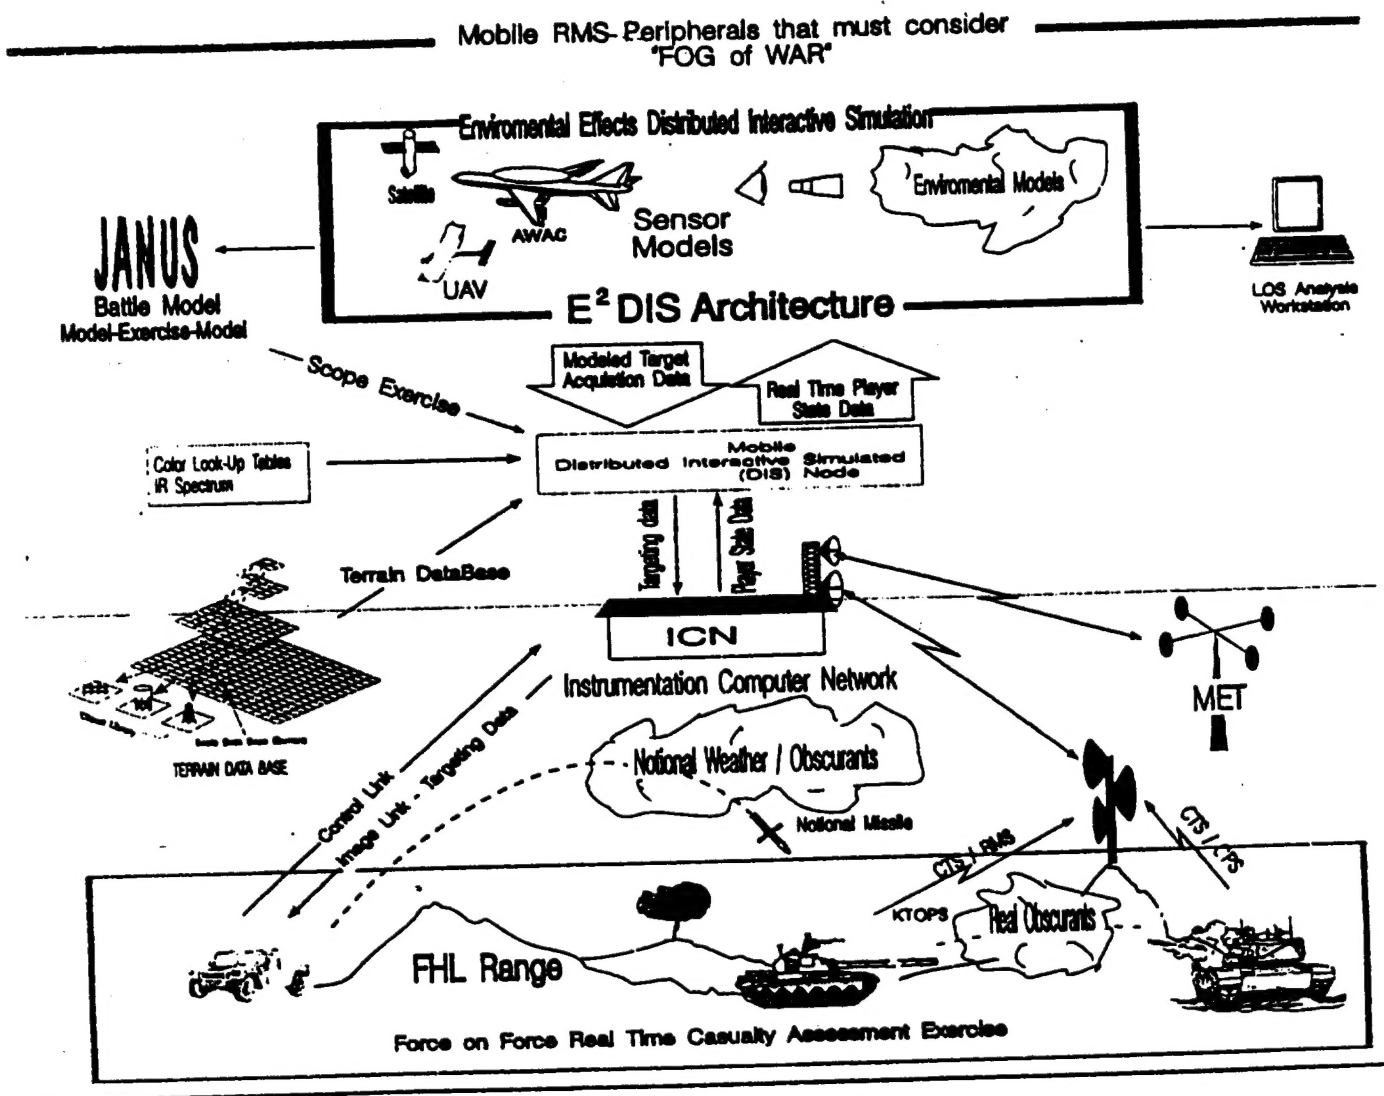 Mobile RMS-Peripherals that must consider
"FOG of WAR"
Enviromental Effects Distributed Interactive Simulation
Satellite
AWAC
UAV
Sensor
Models
Enviromental Models
E² DIS Architecture
JANUS
Battle Model
Model-Exercise-Model
LOS Analysis
Workstation
Scope Exercise
Modeled Target
Acquisition Data
Real Time Player
State Data
Color Look-Up Tables
IR Spectrum
Mobile
Distributed Interactive Simulated
(DIS) Node
Targeting data
Player State Data
Terrain DataBase
ICN
Instrumentation Computer Network
MET
TERRAIN DATA BASE
Control Link
Image Link - Targeting Data
Notional Weather / Obscurants
Notional Missile
CTS / RMS
CTS / CPS
KTOPS
Real Obscurants
FHL Range
Force on Force Real Time Casualty Assessment Exercise